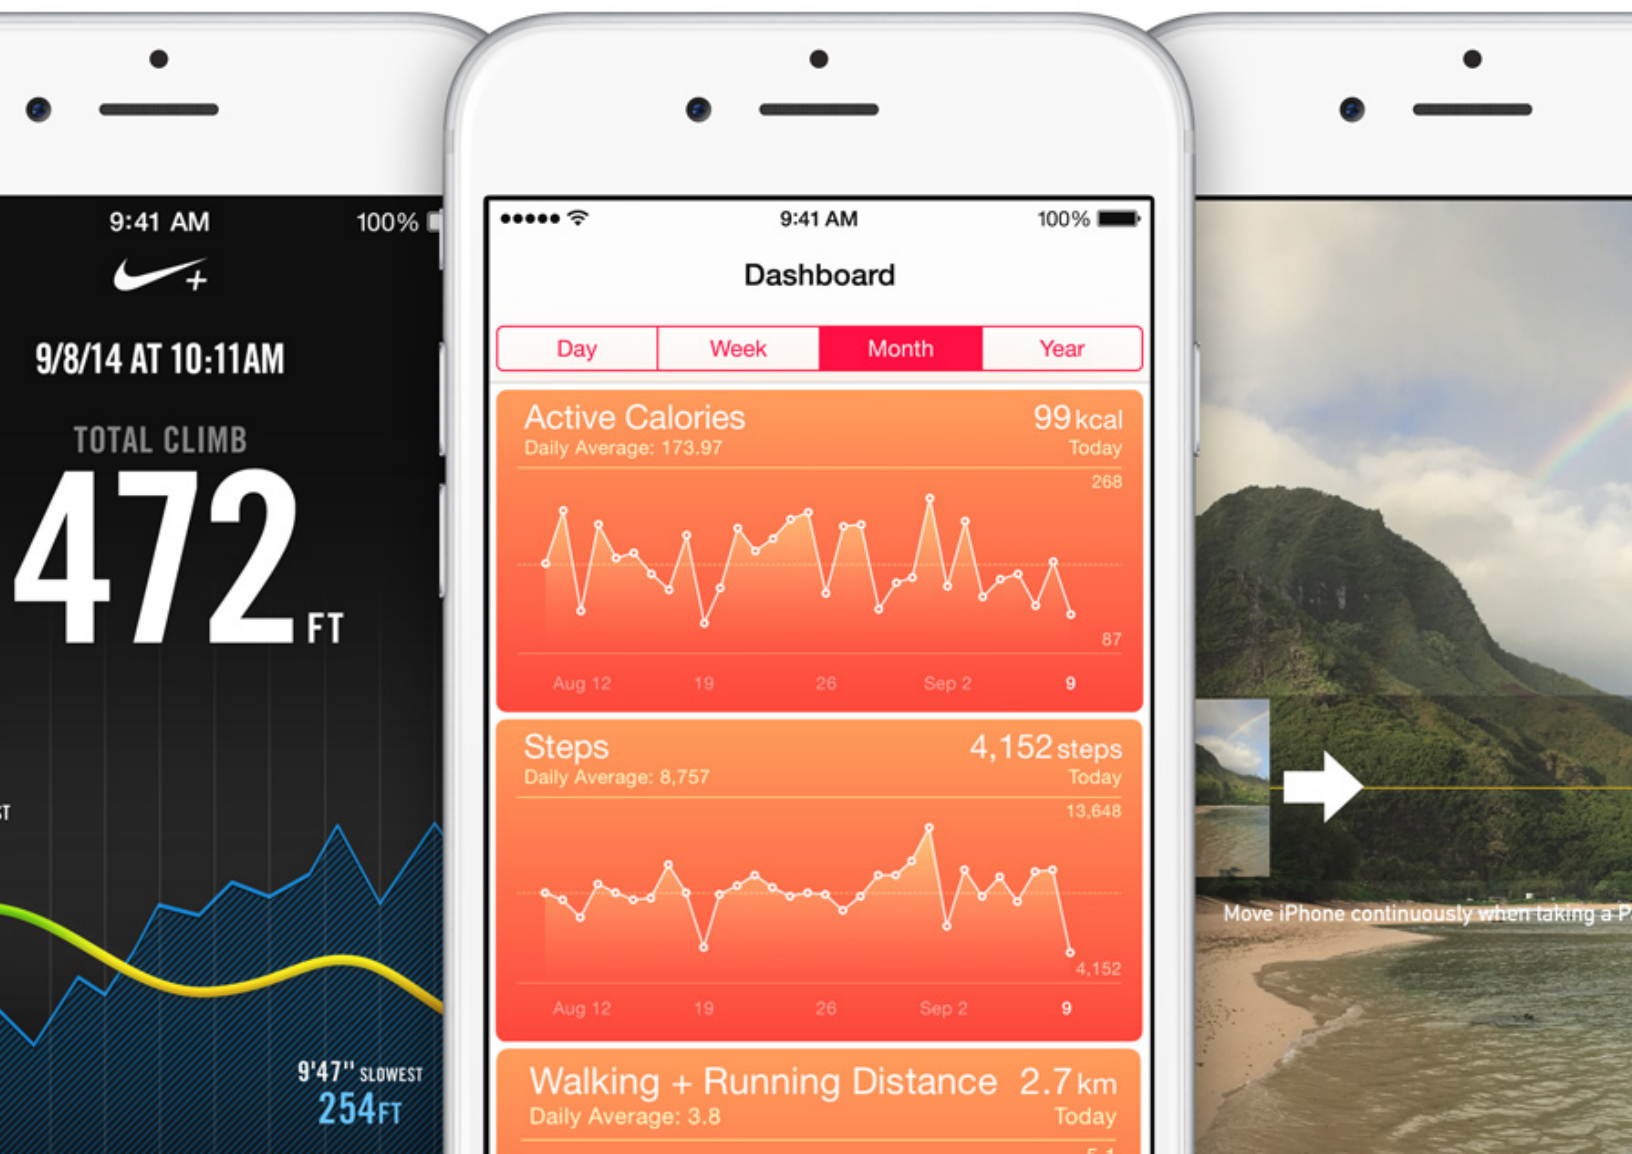 9:41 AM 100%
+
9/8/14 AT 10:11AM
TOTAL CLIMB
472 FT
9'47" SLOWEST
254FT
9:41 AM 100%
Dashboard
Day Week Month Year
Active Calories 99 kcal
Daily Average: 173.97 Today
268
87
Aug 12 19 26 Sep 2 9
Steps 4,152 steps
Daily Average: 8,757 Today
13,648
4,152
Aug 12 19 26 Sep 2 9
Walking + Running Distance 2.7 km
Daily Average: 3.8 Today
Move iPhone continuously when taking a